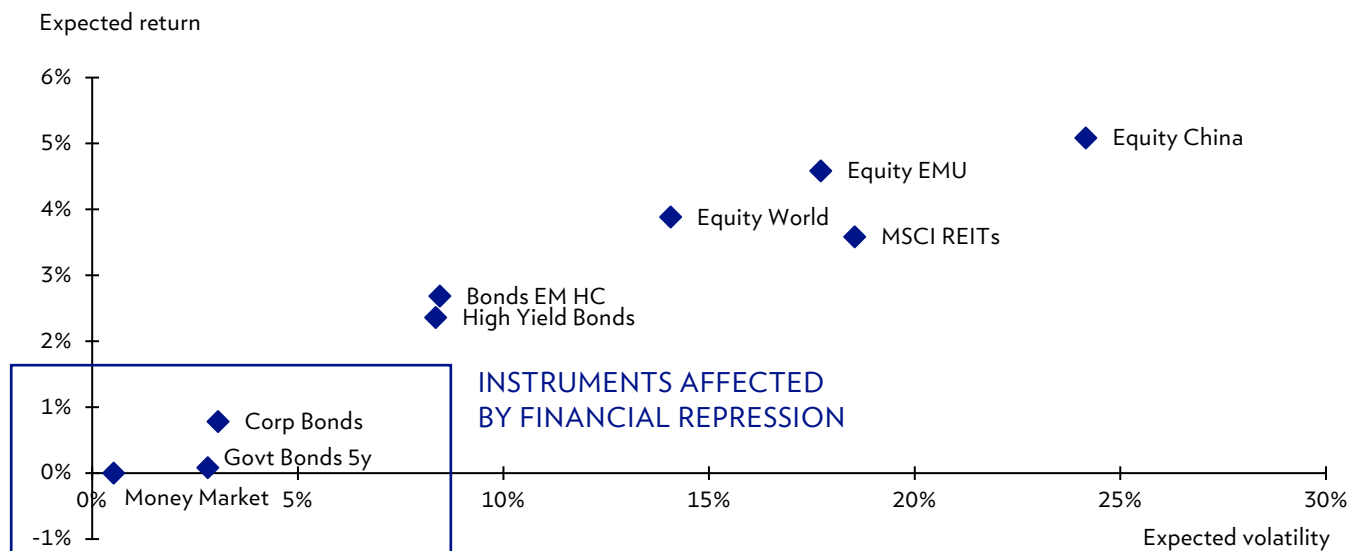 Expected return
6%
5%
Equity China
Equity EMU
4%
Equity World
MSCI REITs
3%
Bonds EM HC
High Yield Bonds
2%
INSTRUMENTS AFFECTED
BY FINANCIAL REPRESSION
1%
Corp Bonds
Govt Bonds 5y
0%
0%
Money Market
5%
10%
15%
20%
25%
30%
-1%
Expected volatility